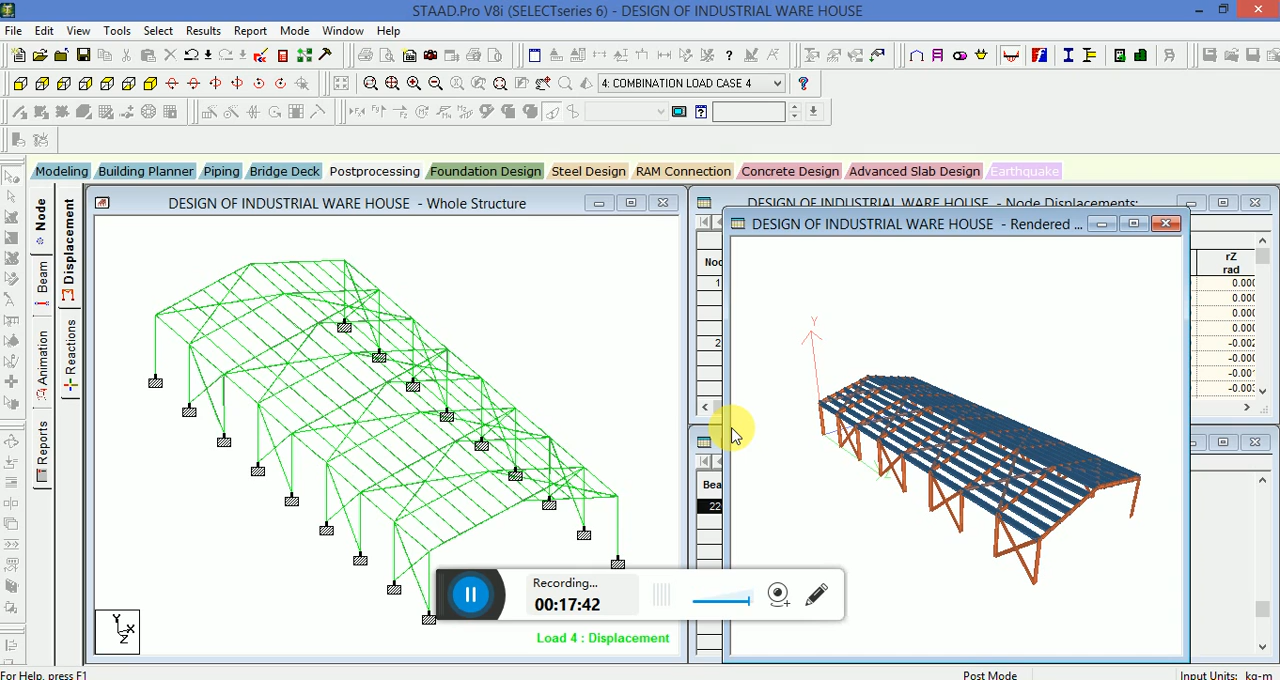 STAAD.Pro V8i (SELECTseries 6) - DESIGN OF INDUSTRIAL WARE HOUSE
File Edit View Tools Select Results Report Mode Window Help
4: COMBINATION LOAD CASE 4
Modeling Building Planner Piping Bridge Deck Postprocessing Foundation Design Steel Design RAM Connection Concrete Design Advanced Slab Design Earthquake
Node
Beam
Animation
Reports
Displacement
Reactions
DESIGN OF INDUSTRIAL WARE HOUSE - Whole Structure
Load 4 : Displacement
Y
X
Z
DESIGN OF INDUSTRIAL WARE HOUSE - Node Displacements:
DESIGN OF INDUSTRIAL WARE HOUSE - Rendered ...
Y
Noc
1
2
rZ
rad
0.000
0.000
0.000
0.000
-0.002
-0.000
-0.00
-0.000
Bea
22
Recording...
00:17:42
For Help, press F1
Post Mode
Input Units: kg-m